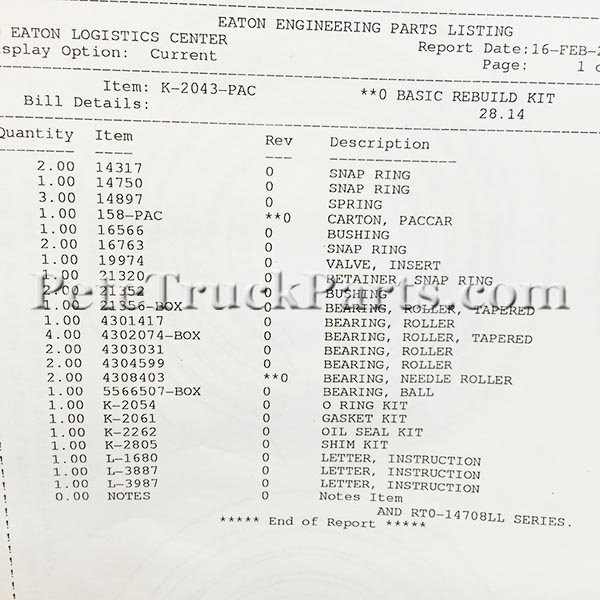 EATON ENGINEERING PARTS LISTING
EATON LOGISTICS CENTER Report Date:16-FEB-2
isplay Option: Current Page: 1 o
Item: K-2043-PAC **0 BASIC REBUILD KIT
Bill Details: 28.14
Quantity Item Rev Description
2.00 14317 0 SNAP RING
1.00 14750 0 SNAP RING
3.00 14897 0 SPRING
1.00 158-PAC **0 CARTON, PACCAR
1.00 16566 0 BUSHING
2.00 16763 0 SNAP RING
1.00 19974 0 VALVE, INSERT
1.00 21320 0 RETAINER, SNAP RING
2.00 21352 0 BUSHING
PeteTruckParts.com
1.00 21356-BOX 0 BEARING, ROLLER, TAPERED
1.00 4301417 0 BEARING, ROLLER
4.00 4302074-BOX 0 BEARING, ROLLER, TAPERED
2.00 4303031 0 BEARING, ROLLER
2.00 4304599 0 BEARING, ROLLER
2.00 4308403 **0 BEARING, NEEDLE ROLLER
1.00 5566507-BOX 0 BEARING, BALL
1.00 K-2054 0 O RING KIT
1.00 K-2061 0 GASKET KIT
1.00 K-2262 0 OIL SEAL KIT
1.00 K-2805 0 SHIM KIT
1.00 L-1680 0 LETTER, INSTRUCTION
1.00 L-3887 0 LETTER, INSTRUCTION
1.00 L-3987 0 LETTER, INSTRUCTION
0.00 NOTES 0 Notes Item
AND RTO-14708LL SERIES.
***** End of Report *****